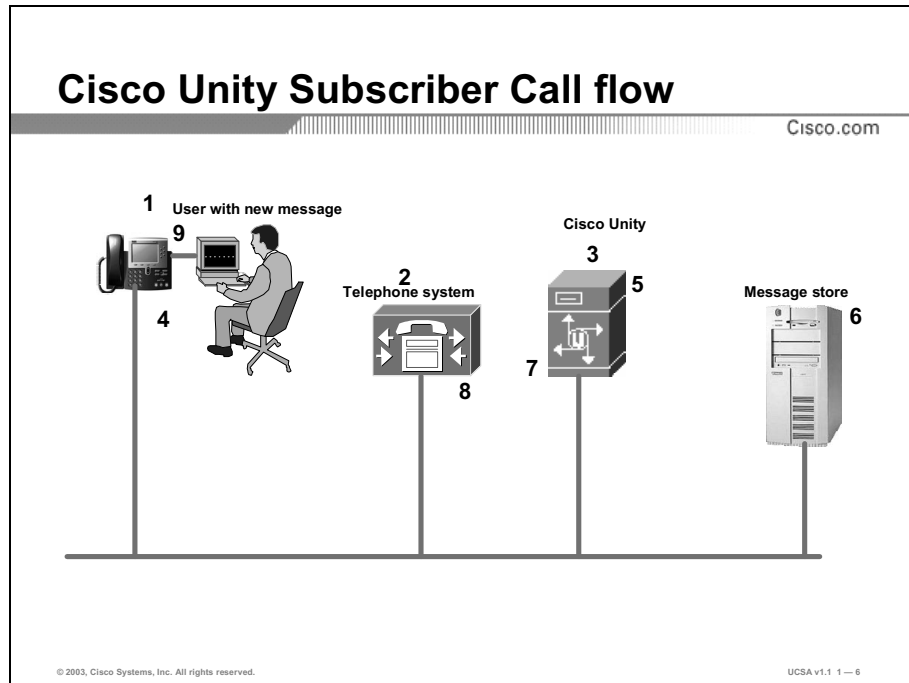 Cisco Unity Subscriber Call flow
Cisco.com
1
User with new message
9
Cisco Unity
3
2
5
Telephone system
Message store
4
6
7
8
U
© 2003, Cisco Systems, Inc. All rights reserved.
UCSA v1.1 1 — 6